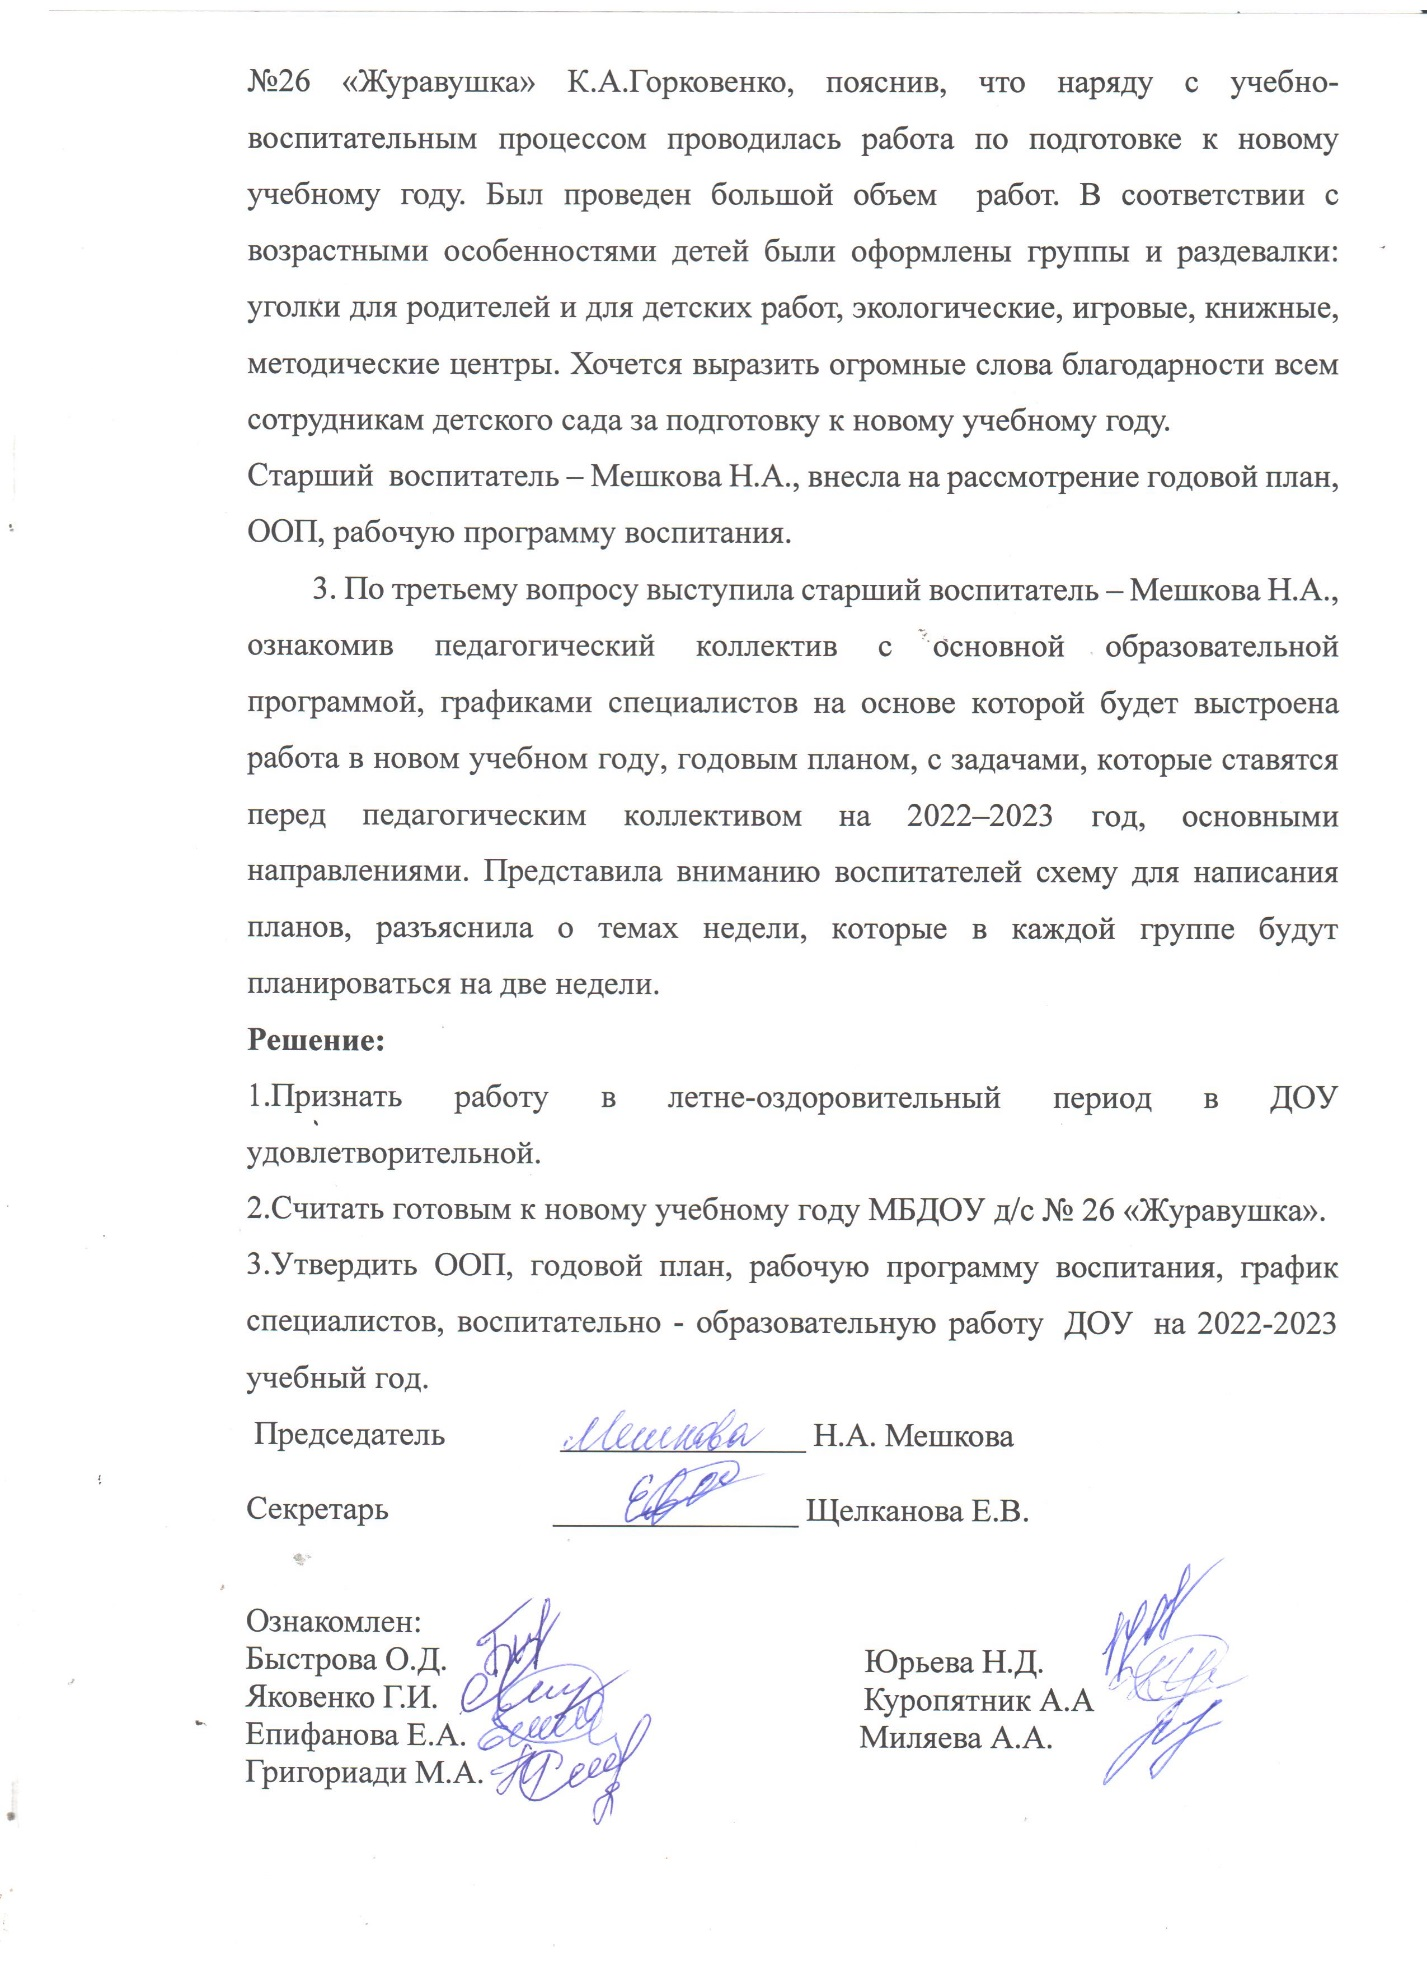 №26 «Журавушка» К.А.Горковенко, пояснив, что наряду с учебно-
воспитательным процессом проводилась работа по подготовке к новому
учебному году. Был проведен большой объем работ. В соответствии с
возрастными особенностями детей были оформлены группы и раздевалки:
уголки для родителей и для детских работ, экологические, игровые, книжные,
методические центры. Хочется выразить огромные слова благодарности всем
сотрудникам детского сада за подготовку к новому учебному году.
Старший воспитатель – Мешкова Н.А., внесла на рассмотрение годовой план,
ООП, рабочую программу воспитания.
3. По третьему вопросу выступила старший воспитатель – Мешкова Н.А.,
ознакомив педагогический коллектив с основной образовательной
программой, графиками специалистов на основе которой будет выстроена
работа в новом учебном году, годовым планом, с задачами, которые ставятся
перед педагогическим коллективом на 2022–2023 год, основными
направлениями. Представила вниманию воспитателей схему для написания
планов, разъяснила о темах недели, которые в каждой группе будут
планироваться на две недели.
Решение:
1.Признать работу в летне-оздоровительный период в ДОУ
удовлетворительной.
2.Считать готовым к новому учебному году МБДОУ д/с № 26 «Журавушка».
3.Утвердить ООП, годовой план, рабочую программу воспитания, график
специалистов, воспитательно - образовательную работу ДОУ на 2022-2023
учебный год.
Председатель Мешкова Н.А. Мешкова
Секретарь Щелканова Е.В.
Ознакомлен:
Быстрова О.Д. Юрьева Н.Д.
Яковенко Г.И. Куропятник А.А
Епифанова Е.А. Миляева А.А.
Григориади М.А.